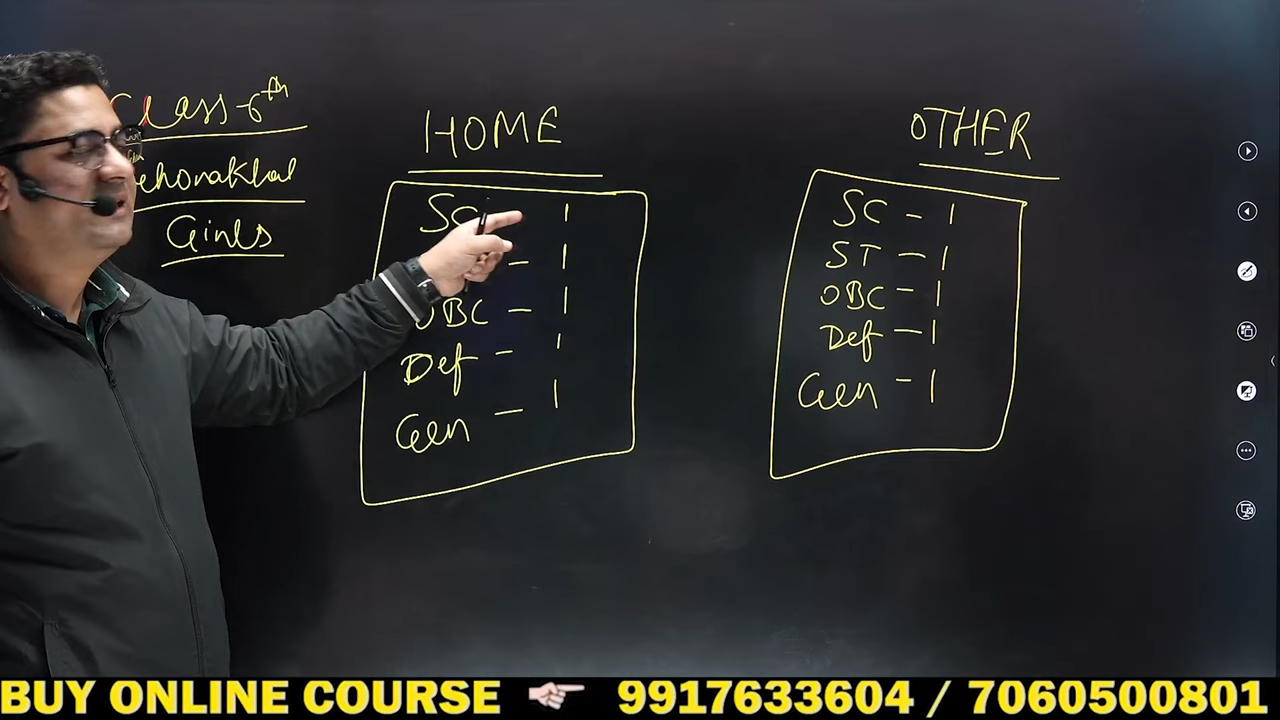 Class-6th
Girls
HOME
SC - 1
- 1
OBC - 1
Def - 1
Gen - 1
OTHER
SC - 1
ST - 1
OBC - 1
Def - 1
Gen - 1
BUY ONLINE COURSE 9917633604 / 7060500801